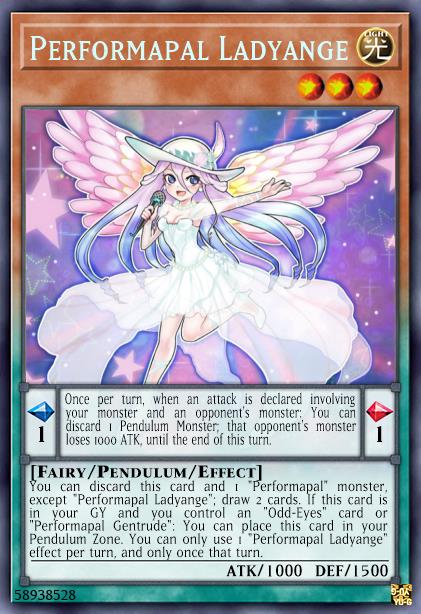 PERFORMAPAL LADYANGE
LIGHT
光
Once per turn, when an attack is declared involving
your monster and an opponent's monster: You can
discard 1 Pendulum Monster; that opponent's monster
loses 1000 ATK, until the end of this turn.
1
1
[FAIRY/PENDULUM/EFFECT]
You can discard this card and 1 "Performapal" monster,
except "Performapal Ladyange"; draw 2 cards. If this card is
in your GY and you control an "Odd-Eyes" card or
"Performapal Gentrude": You can place this card in your
Pendulum Zone. You can only use 1 "Performapal Ladyange"
effect per turn, and only once that turn.
ATK/1000 DEF/1500
58938528